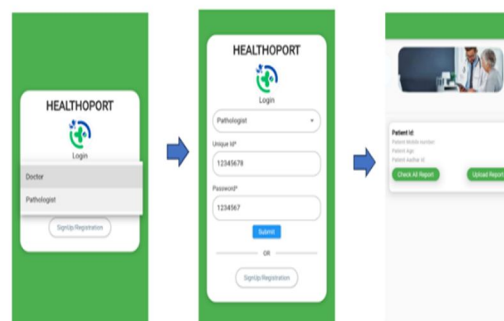 HEALTHOPORT
Login
Doctor
Pathologist
SignUp/Registration
HEALTHOPORT
Login
Pathologist
Unique Id*
12345678
Password*
1234567
Submit
OR
SignUp/Registration
Patient Id:
Patient Mobile number:
Patient Age:
Patient Aadhar Id:
Check All Report
Upload Report